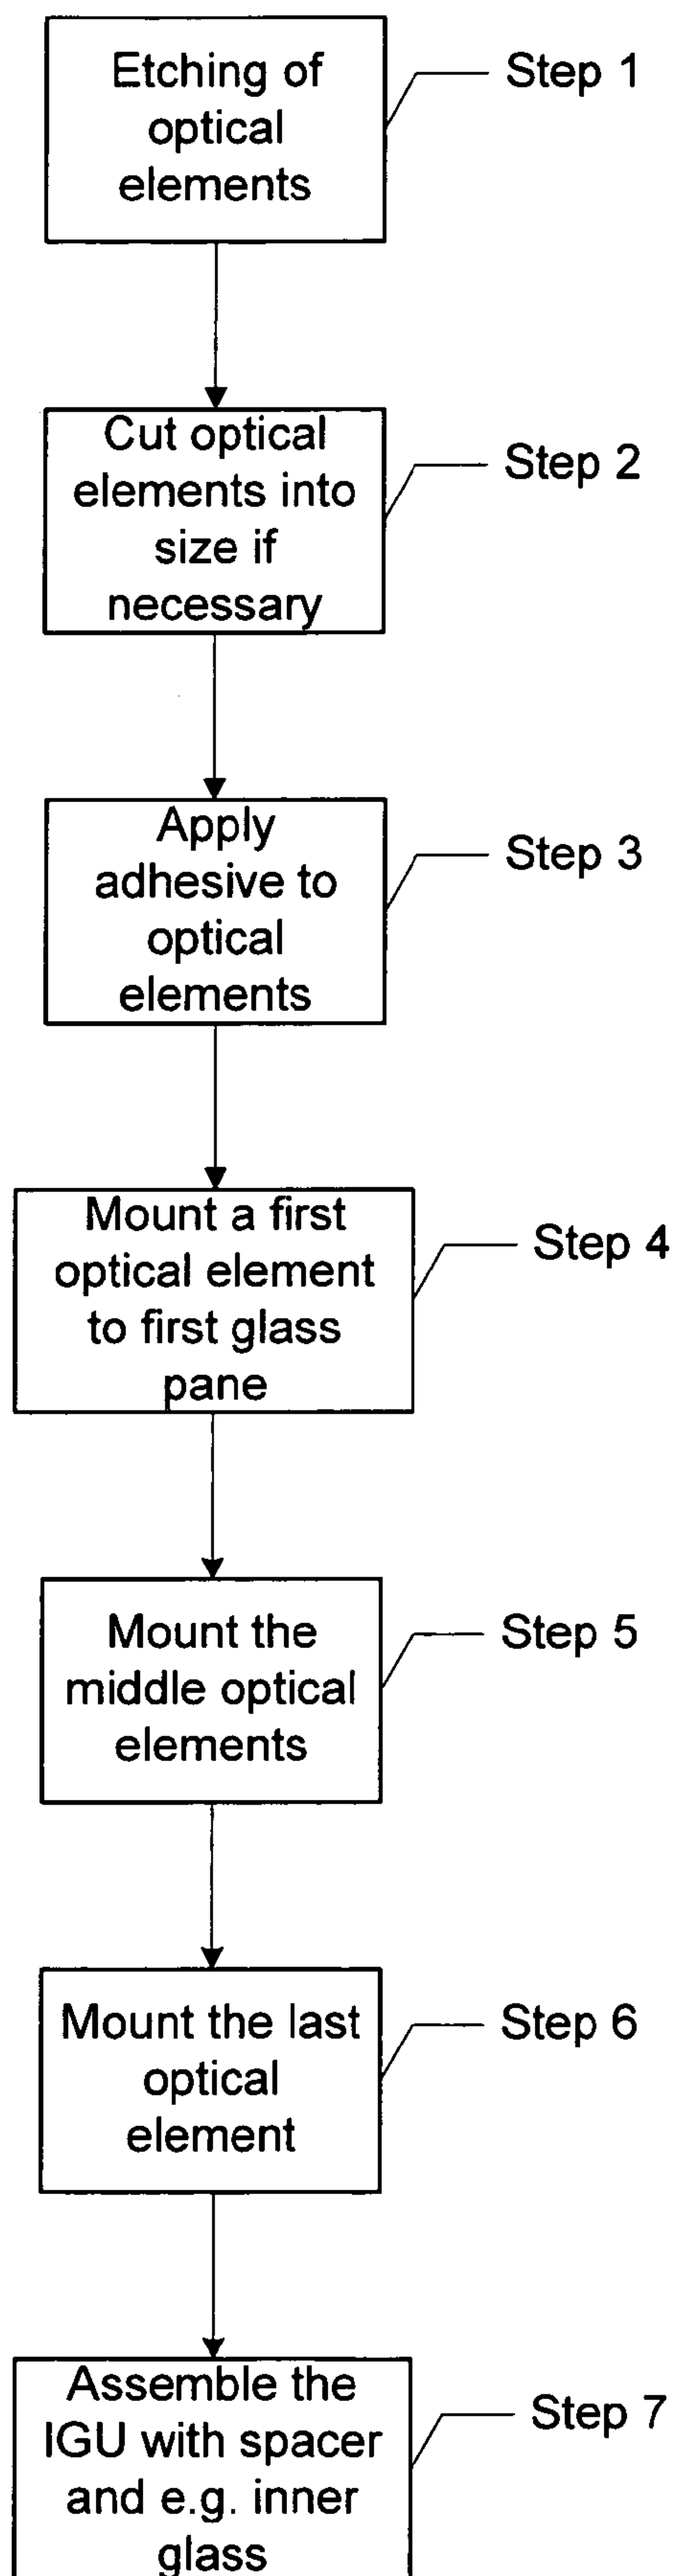 Etching of
optical
elements
Step 1
Cut optical
elements into
size if
necessary
Step 2
Apply
adhesive to
optical
elements
Step 3
Mount a first
optical element
to first glass
pane
Step 4
Mount the
middle optical
elements
Step 5
Mount the last
optical
element
Step 6
Assemble the
IGU with spacer
and e.g. inner
glass
Step 7